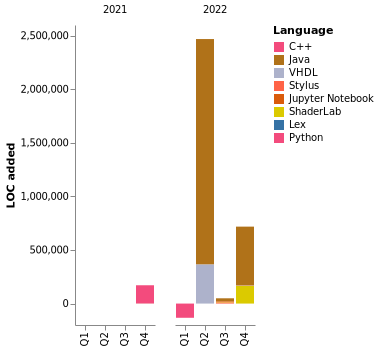 2021
2022
Language
C++
Java
VHDL
Stylus
Jupyter Notebook
ShaderLab
Lex
Python
LOC added
2,500,000
2,000,000
1,500,000
1,000,000
500,000
0
Q1
Q2
Q3
Q4
Q1
Q2
Q3
Q4